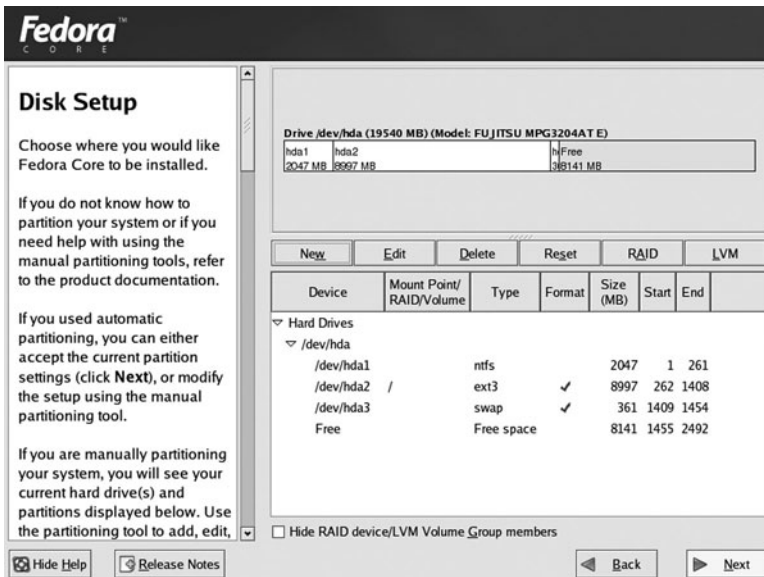 Fedora™
CORE
Disk Setup
Choose where you would like
Fedora Core to be installed.
If you do not know how to
partition your system or if you
need help with using the
manual partitioning tools, refer
to the product documentation.
If you used automatic
partitioning, you can either
accept the current partition
settings (click Next), or modify
the setup using the manual
partitioning tool.
If you are manually partitioning
your system, you will see your
current hard drive(s) and
partitions displayed below. Use
the partitioning tool to add, edit,
Drive /dev/hda (19540 MB) (Model: FUJITSU MPG3204AT E)
hda1 hda2 Free
2047 MB 8997 MB 8141 MB
New Edit Delete Reset RAID LVM
Device Mount Point/ RAID/Volume Type Format Size (MB) Start End
Hard Drives
/dev/hda
/dev/hda1 ntfs 2047 1 261
/dev/hda2 / ext3 ✓ 8997 262 1408
/dev/hda3 swap ✓ 361 1409 1454
Free Free space 8141 1455 2492
Hide RAID device/LVM Volume Group members
Hide Help Release Notes Back Next